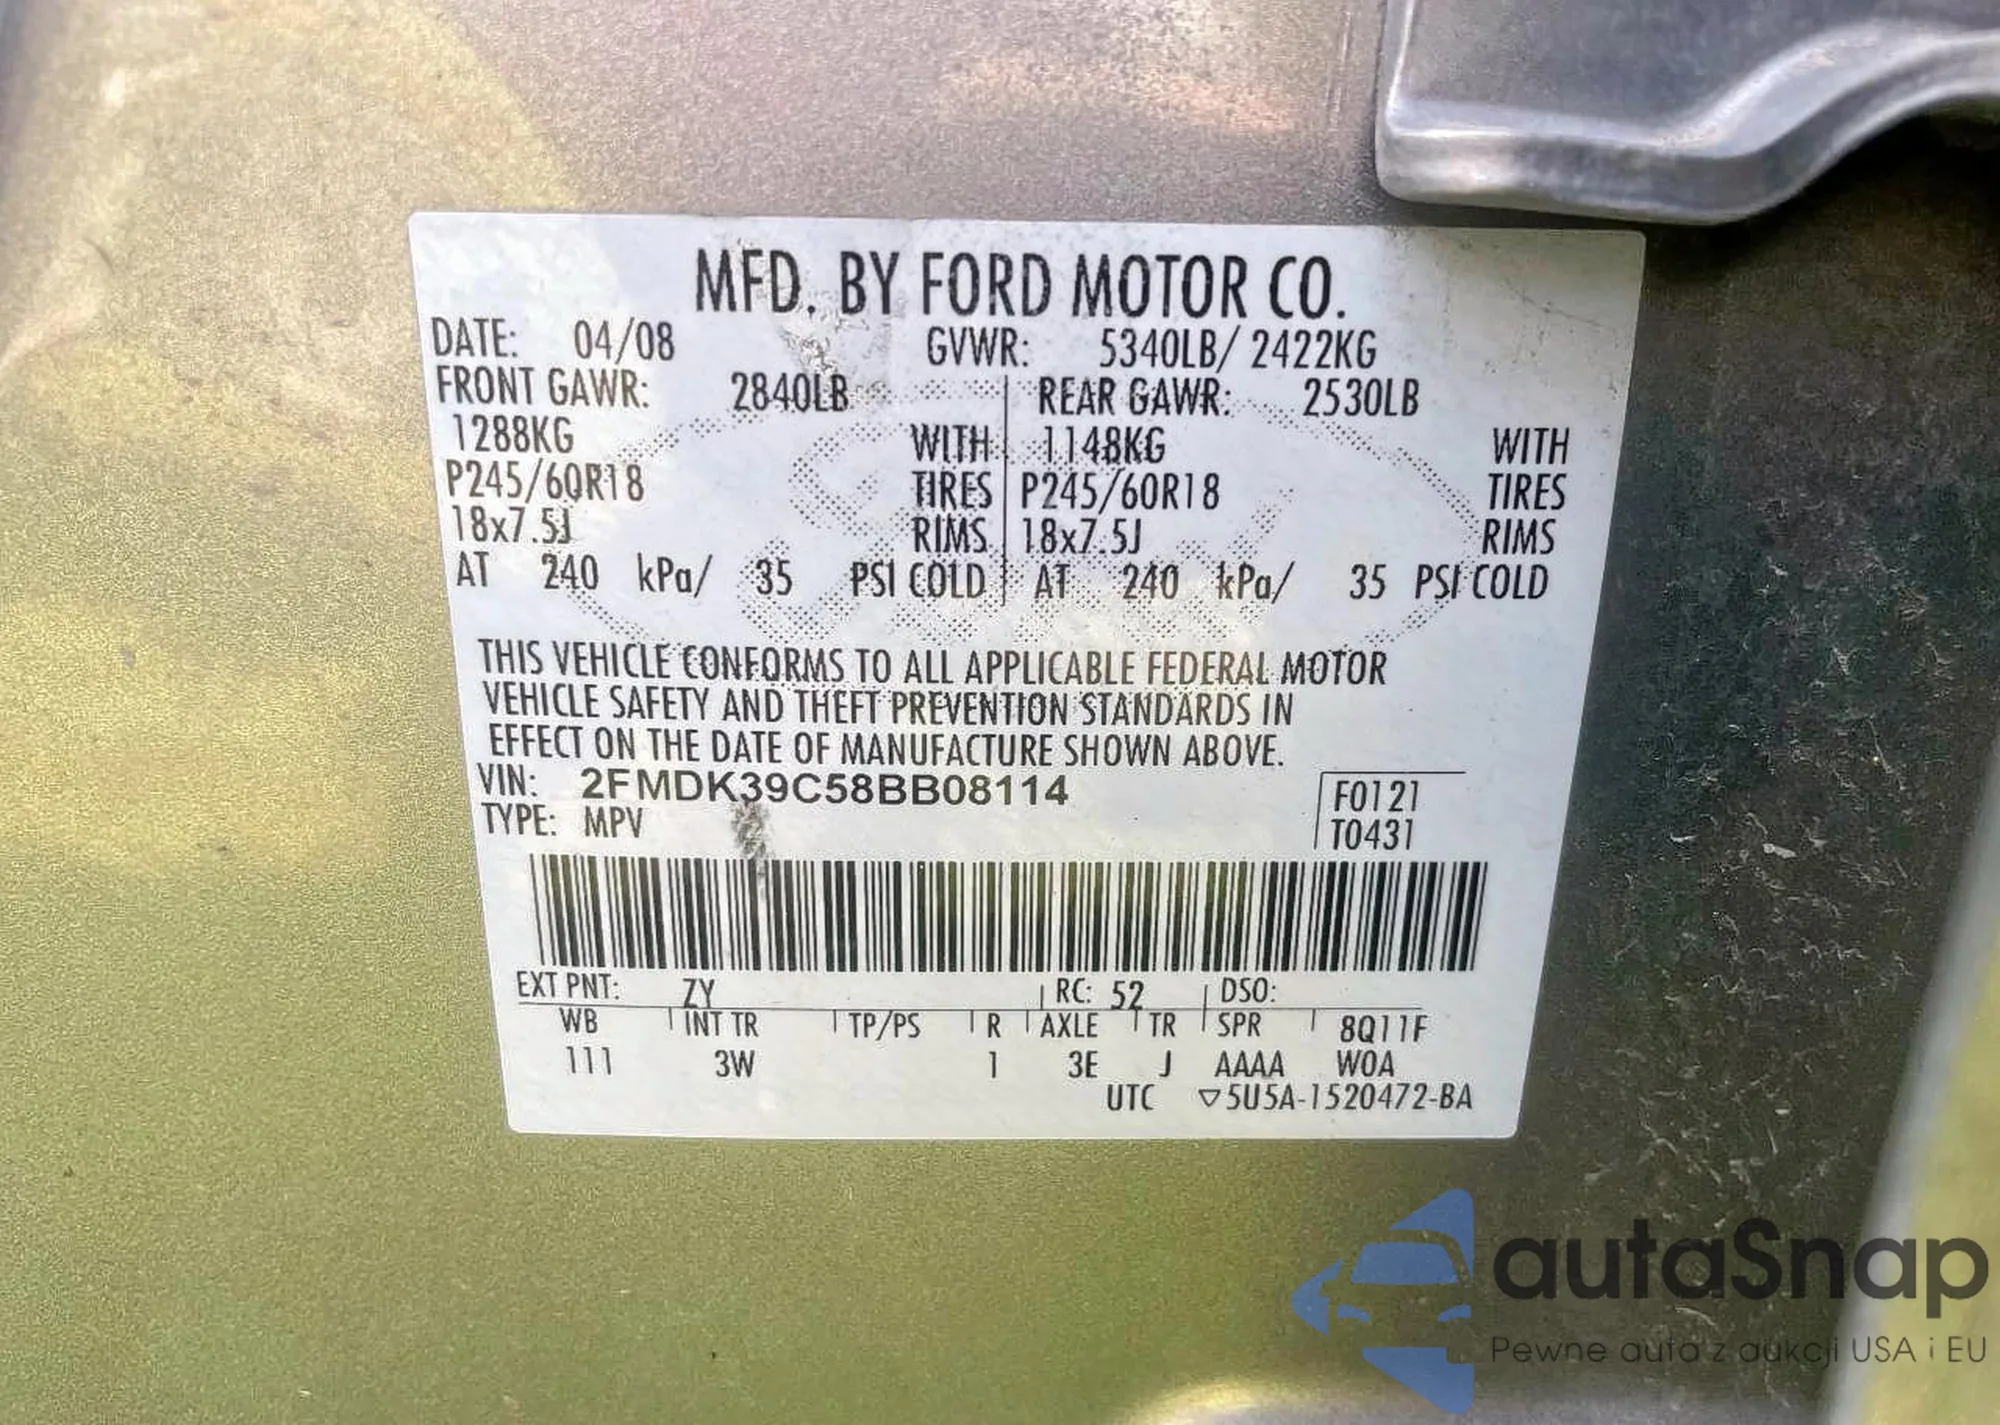 MFD. BY FORD MOTOR CO.
DATE: 04/08 GVWR: 5340LB/ 2422KG
FRONT GAWR: 2840LB REAR GAWR: 2530LB
1288KG WITH 1148KG WITH
P245/60R18 TIRES P245/60R18 TIRES
18x7.5J RIMS 18x7.5J RIMS
AT 240 kPa/ 35 PSI COLD AT 240 kPa/ 35 PSI COLD
THIS VEHICLE CONFORMS TO ALL APPLICABLE FEDERAL MOTOR
VEHICLE SAFETY AND THEFT PREVENTION STANDARDS IN
EFFECT ON THE DATE OF MANUFACTURE SHOWN ABOVE.
VIN: 2FMDK39C58BB08114 F0121
TYPE: MPV T0431
EXT PNT: ZY RC: 52 DSO:
WB INT TR TP/PS R AXLE TR SPR 8Q11F
111 3W 1 3E J AAAA WOA
UTC ▽5U5A-1520472-BA
autaSnap
Pewne auta z aukcji USA i EU